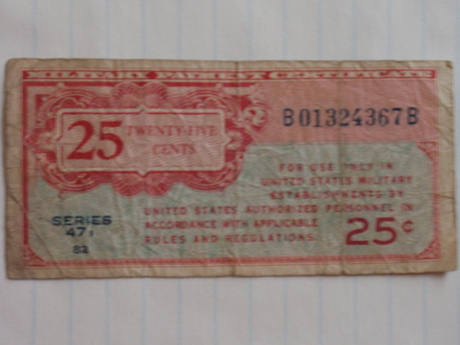 MILITARY PAYMENT CERTIFICATE
25 TWENTY-FIVE
CENTS
B01324367B
FOR USE ONLY IN
UNITED STATES MILITARY
ESTABLISHMENTS BY
UNITED STATES AUTHORIZED PERSONNEL IN
ACCORDANCE WITH APPLICABLE
RULES AND REGULATIONS.
25¢
SERIES
471
82